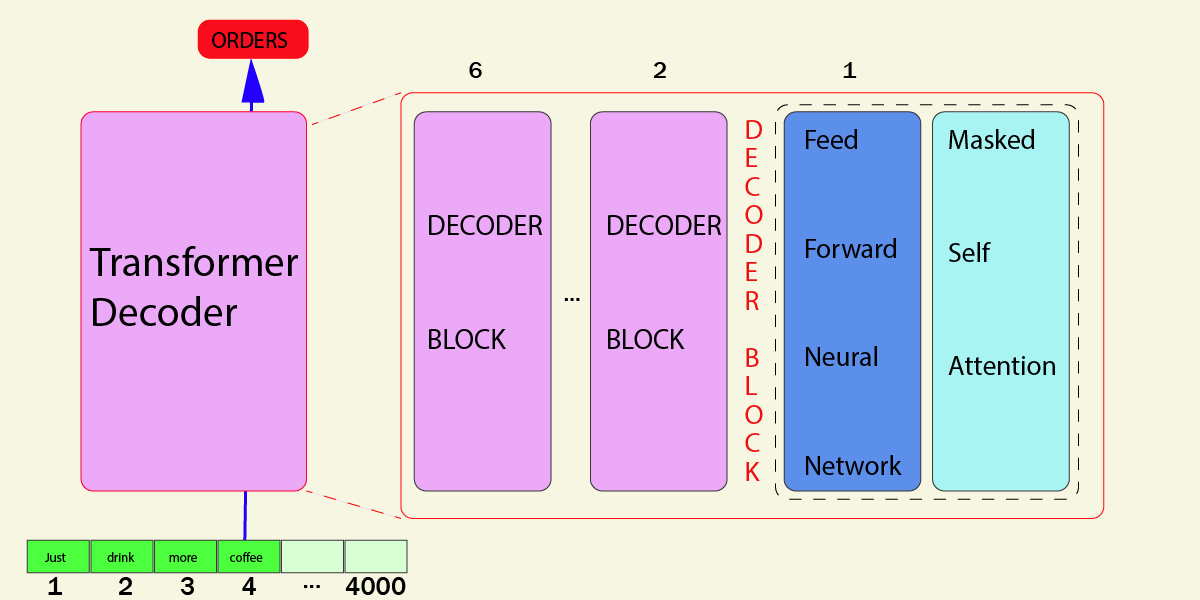 ORDERS
6
2
1
Transformer
Decoder
DECODER
BLOCK
...
DECODER
BLOCK
DECODER BLOCK
Feed
Forward
Neural
Network
Masked
Self
Attention
Just drink more coffee
1 2 3 4 ... 4000